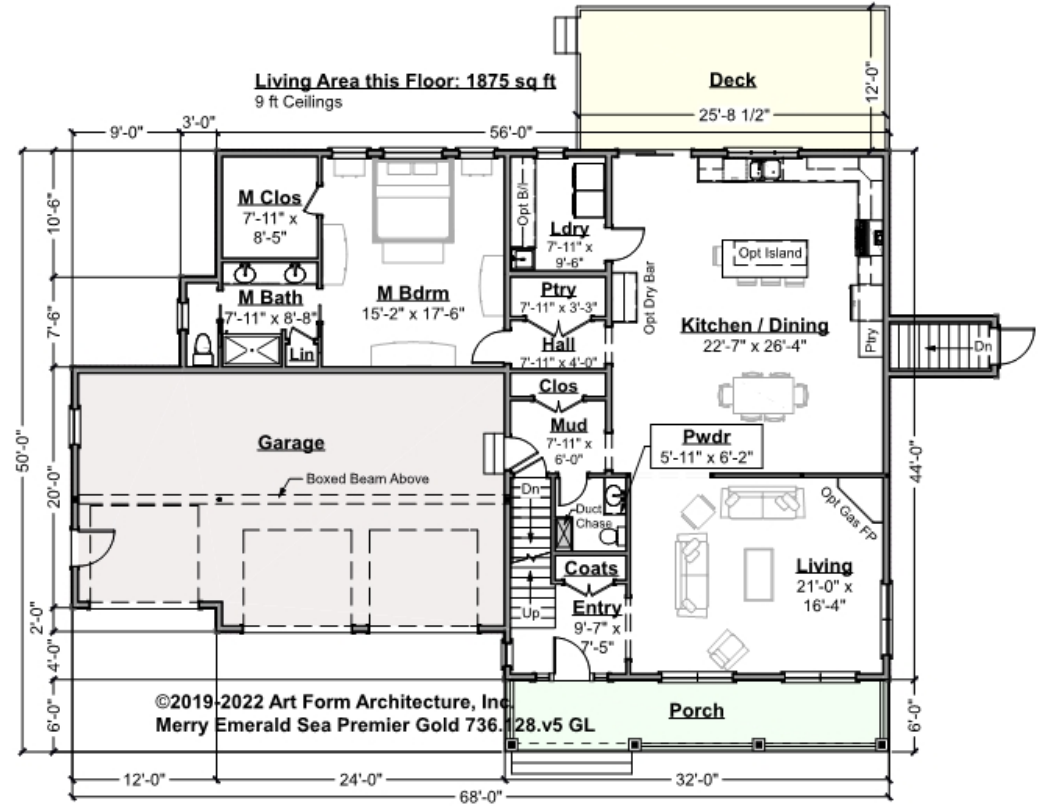 Living Area this Floor: 1875 sq ft
9 ft Ceilings
Deck
25'-8 1/2"
12'-0"
9'-0"
3'-0"
56'-0"
M Clos
7'-11" x
8'-5"
Opt B/I
Ldry
7'-11" x
9'-6"
10'-6"
Opt Island
M Bath
7'-11" x 8'-8"
Lin
M Bdrm
15'-2" x 17'-6"
Ptry
7'-11" x 3'-3"
Opt Dry Bar
Kitchen / Dining
22'-7" x 26'-4"
Ptry
Dn
7'-6"
Hall
7'-11" x 4'-0"
Clos
Mud
7'-11" x
6'-0"
Pwdr
5'-11" x 6'-2"
Garage
Boxed Beam Above
50'-0"
20'-0"
44'-0"
Dn
Duct
Chase
Opt Gas FP
Coats
Living
21'-0" x
16'-4"
Up
Entry
9'-7" x
7'-5"
2'-0"
4'-0"
6'-0"
©2019-2022 Art Form Architecture, Inc.
Merry Emerald Sea Premier Gold 736.128.v5 GL
Porch
6'-0"
12'-0"
24'-0"
32'-0"
68'-0"